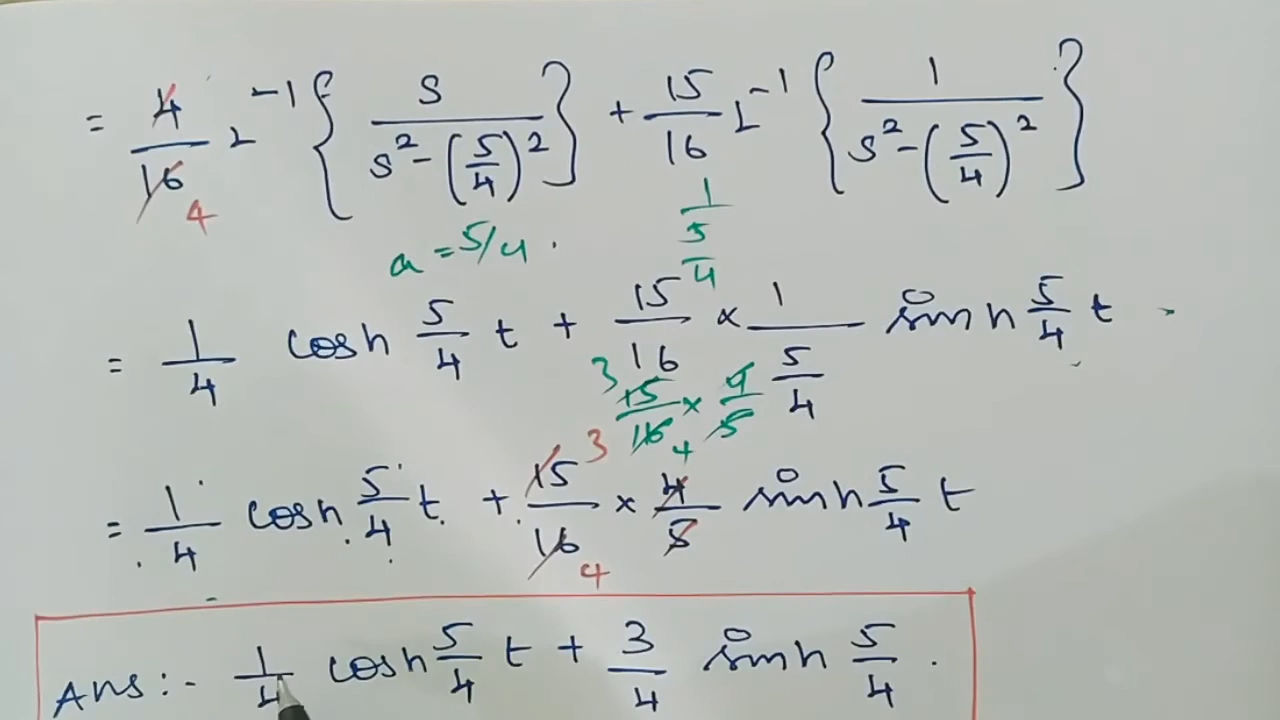 = 4/16 L^-1 { s / (s^2 - (5/4)^2) } + 15/16 L^-1 { 1 / (s^2 - (5/4)^2) }
4
a = 5/4 . 1/(5/4)
= 1/4 cosh 5/4 t + 15/16 × 1/(5/4) sinh 5/4 t .
3 15/16 × 4/5 4
= 1/4 cosh 5/4 t + 15/16 × 4/5 sinh 5/4 t
3 4
Ans :- 1/4 cosh 5/4 t + 3/4 sinh 5/4 .